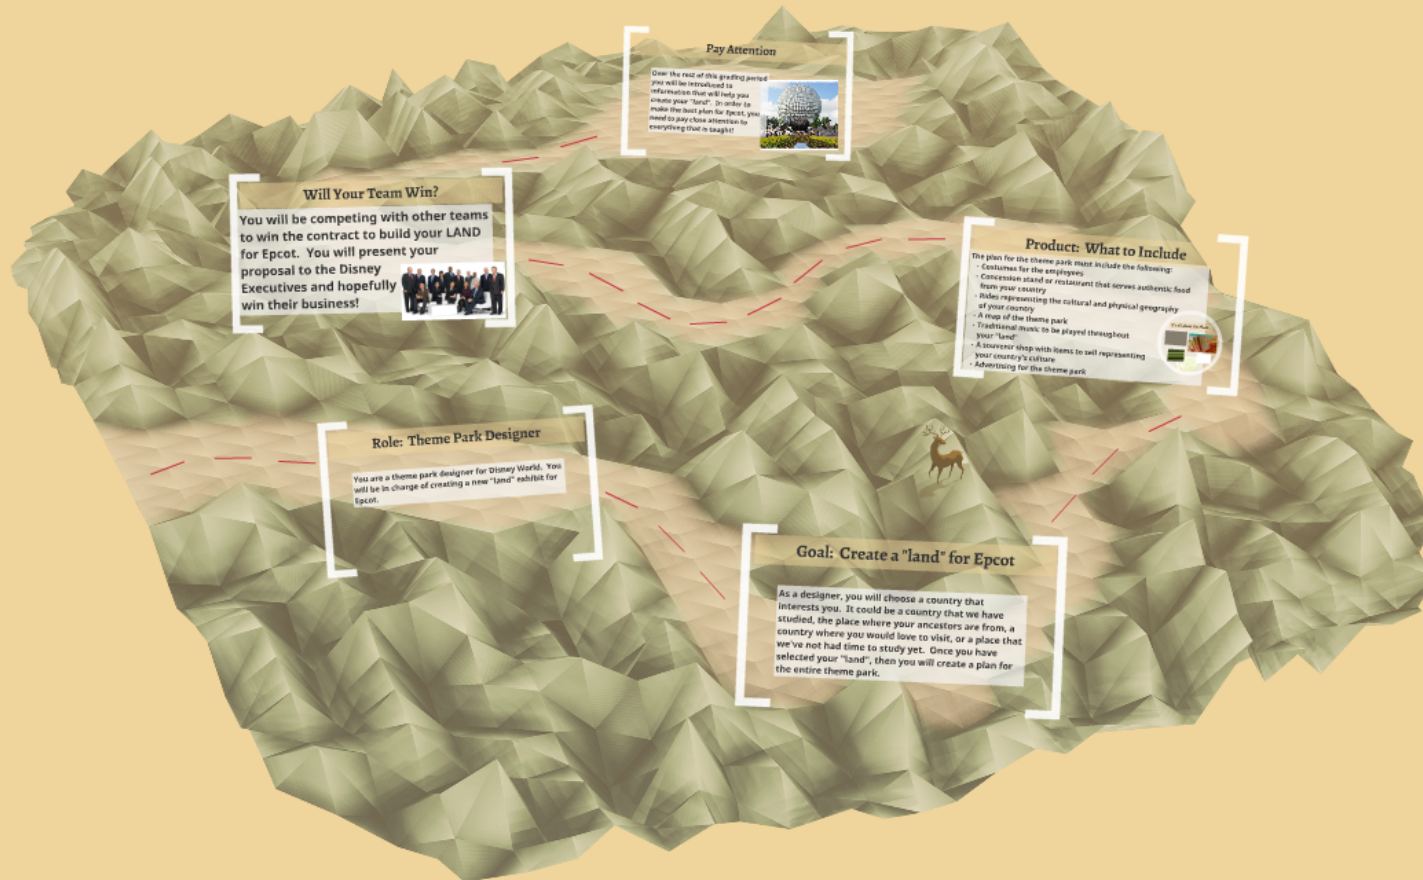 Pay Attention
Over the rest of this grading period
you will be introduced to
information that will help you
create your "land". In order to
make the best plan for Epcot, you
need to pay close attention to
everything that is taught!
Will Your Team Win?
You will be competing with other teams
to win the contract to build your LAND
for Epcot. You will present your
proposal to the Disney
Executives and hopefully
win their business!
Product: What to Include
The plan for the theme park must include the following:
- Costumes for the employees
- Concession stand or restaurant that serves authentic food
from your country
- Rides representing the cultural and physical geography
of your country
- A map of the theme park
- Traditional music to be played throughout
your "land"
- A souvenir shop with items to sell representing
your country's culture
- Advertising for the theme park
Role: Theme Park Designer
You are a theme park designer for Disney World. You
will be in charge of creating a new "land" exhibit for
Epcot.
Goal: Create a "land" for Epcot
As a designer, you will choose a country that
interests you. It could be a country that we have
studied, the place where your ancestors are from, a
country where you would love to visit, or a place that
we've not had time to study yet. Once you have
selected your "land", then you will create a plan for
the entire theme park.